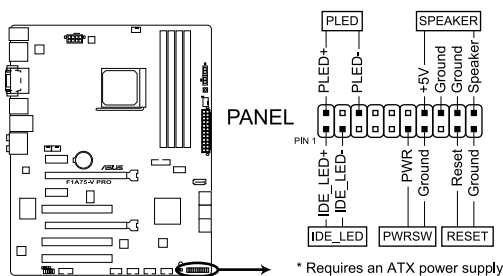 PLED
SPEAKER
PLED+
PLED-
+5V
Ground
Ground
Speaker
PANEL
PIN 1
IDE_LED+
IDE_LED-
PWR
Ground
Reset
Ground
IDE_LED
PWRSW
RESET
* Requires an ATX power supply
ASUS
F1A75-V PRO